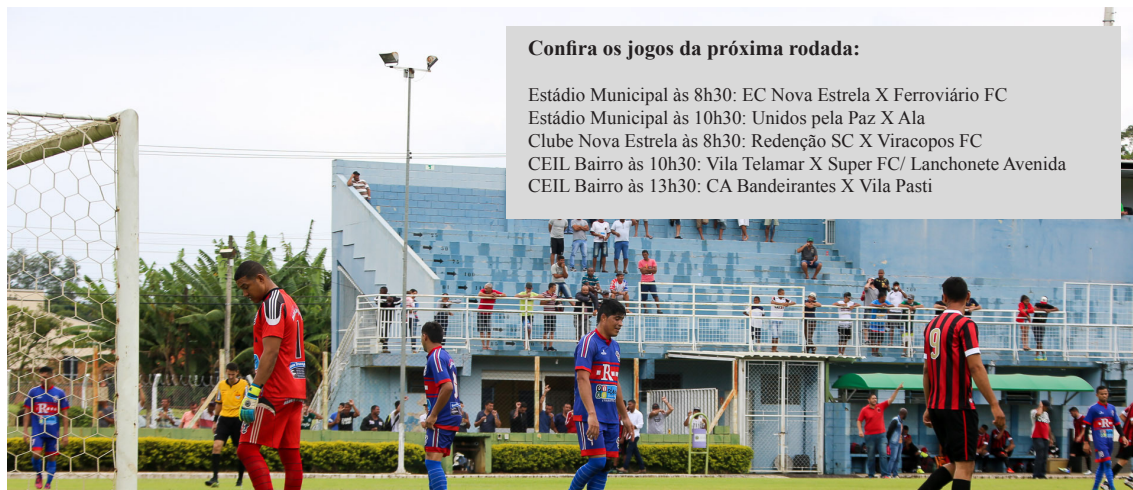 Confira os jogos da próxima rodada:
Estádio Municipal às 8h30: EC Nova Estrela X Ferroviário FC
Estádio Municipal às 10h30: Unidos pela Paz X Ala
Clube Nova Estrela às 8h30: Redenção SC X Viracopos FC
CEIL Bairro às 10h30: Vila Telamar X Super FC/ Lanchonete Avenida
CEIL Bairro às 13h30: CA Bandeirantes X Vila Pasti
1
R
R
9